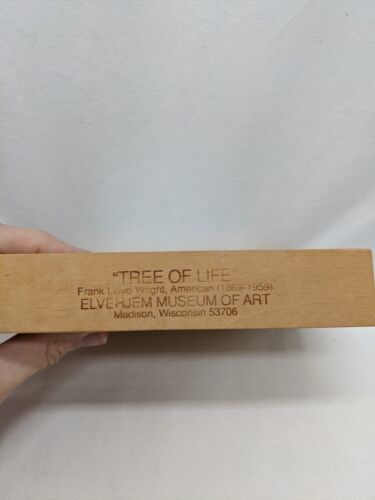 "TREE OF LIFE"
Frank Lloyd Wright, American (1869-1959)
ELVEHJEM MUSEUM OF ART
Madison, Wisconsin 53706